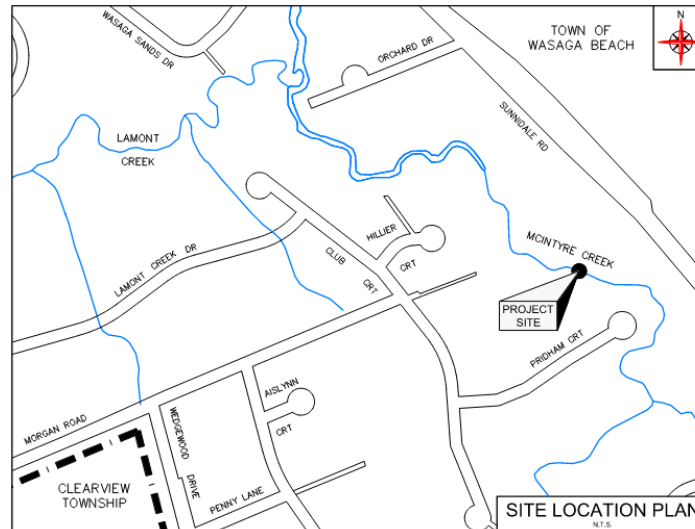 WASAGA SANDS DR
ORCHARD DR
TOWN OF
WASAGA BEACH
N
SUNNIDALE RD
LAMONT
CREEK
LAMONT CREEK DR
CLUB
CRT
HILLIER
CRT
MCINTYRE CREEK
PROJECT
SITE
PRIDHAM CRT
MORGAN ROAD
WEDGEWOOD DRIVE
AISLYNN
CRT
PENNY LANE
CLEARVIEW
TOWNSHIP
SITE LOCATION PLAN
N.T.S.